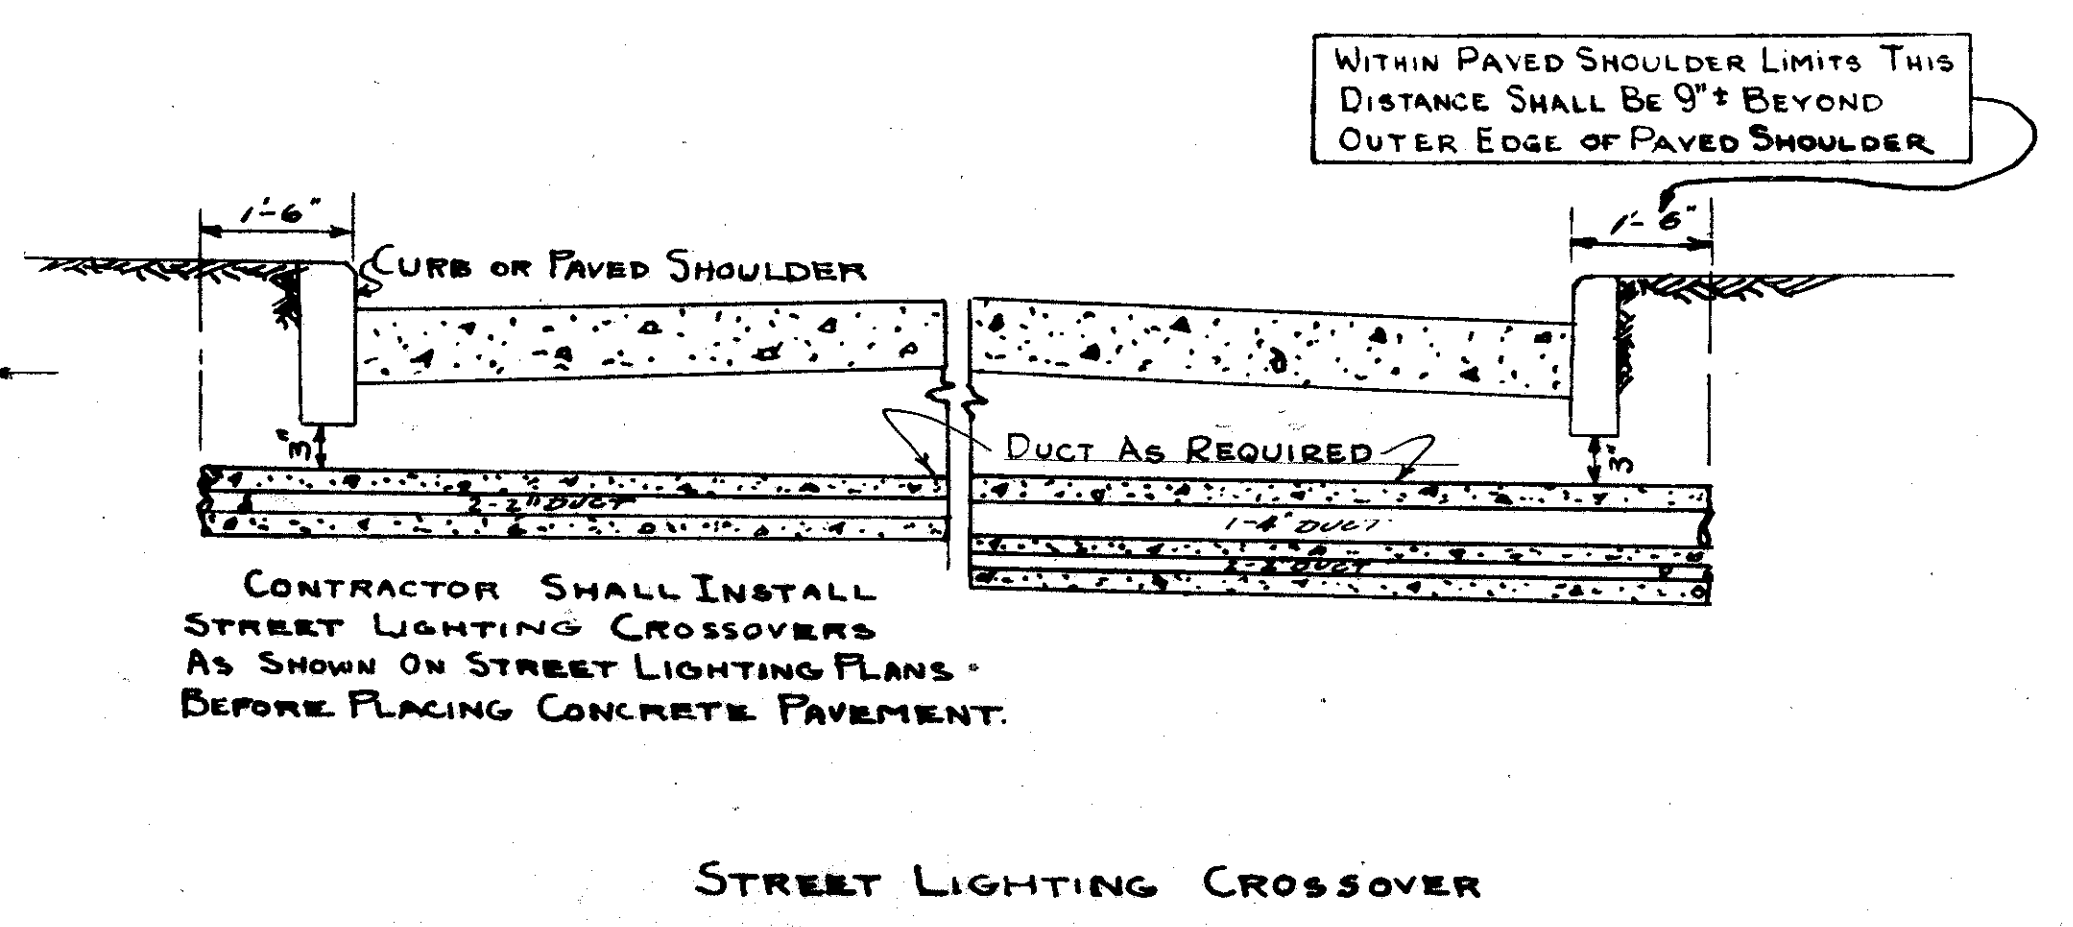 WITHIN PAVED SHOULDER LIMITS THIS
DISTANCE SHALL BE 9"± BEYOND
OUTER EDGE OF PAVED SHOULDER
1'-6"
1'-6"
CURB OR PAVED SHOULDER
3"
DUCT AS REQUIRED
3"
2-2" DUCT
1-4" DUCT
2-2" DUCT
CONTRACTOR SHALL INSTALL
STREET LIGHTING CROSSOVERS
AS SHOWN ON STREET LIGHTING PLANS
BEFORE PLACING CONCRETE PAVEMENT.
STREET LIGHTING CROSSOVER